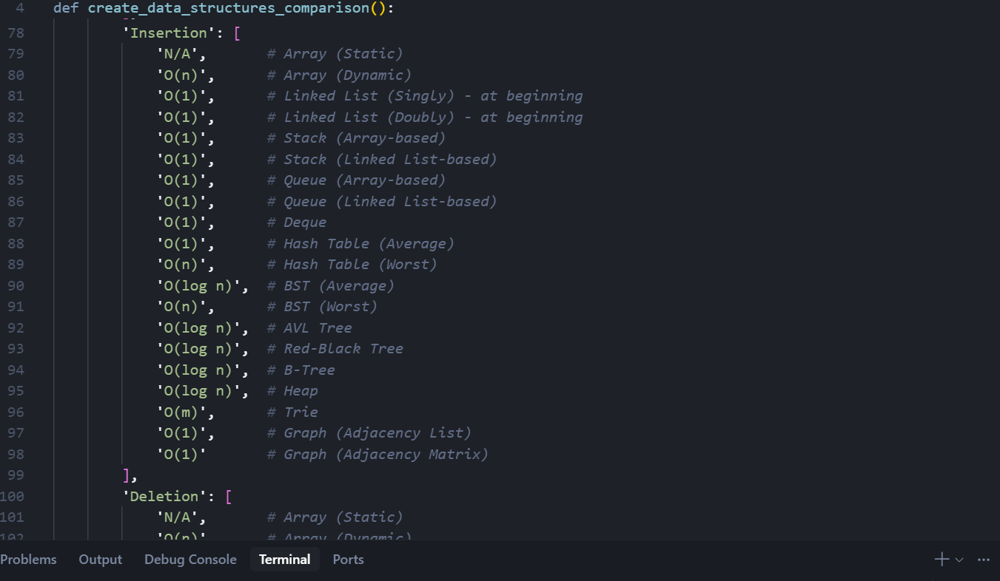 4 def create_data_structures_comparison():
78 'Insertion': [
79 'N/A', # Array (Static)
80 'O(n)', # Array (Dynamic)
81 'O(1)', # Linked List (Singly) - at beginning
82 'O(1)', # Linked List (Doubly) - at beginning
83 'O(1)', # Stack (Array-based)
84 'O(1)', # Stack (Linked List-based)
85 'O(1)', # Queue (Array-based)
86 'O(1)', # Queue (Linked List-based)
87 'O(1)', # Deque
88 'O(1)', # Hash Table (Average)
89 'O(n)', # Hash Table (Worst)
90 'O(log n)', # BST (Average)
91 'O(n)', # BST (Worst)
92 'O(log n)', # AVL Tree
93 'O(log n)', # Red-Black Tree
94 'O(log n)', # B-Tree
95 'O(log n)', # Heap
96 'O(m)', # Trie
97 'O(1)', # Graph (Adjacency List)
98 'O(1)' # Graph (Adjacency Matrix)
99 ],
100 'Deletion': [
101 'N/A', # Array (Static)
102 'O(n)' # Array (Dynamic)
Problems Output Debug Console Terminal Ports